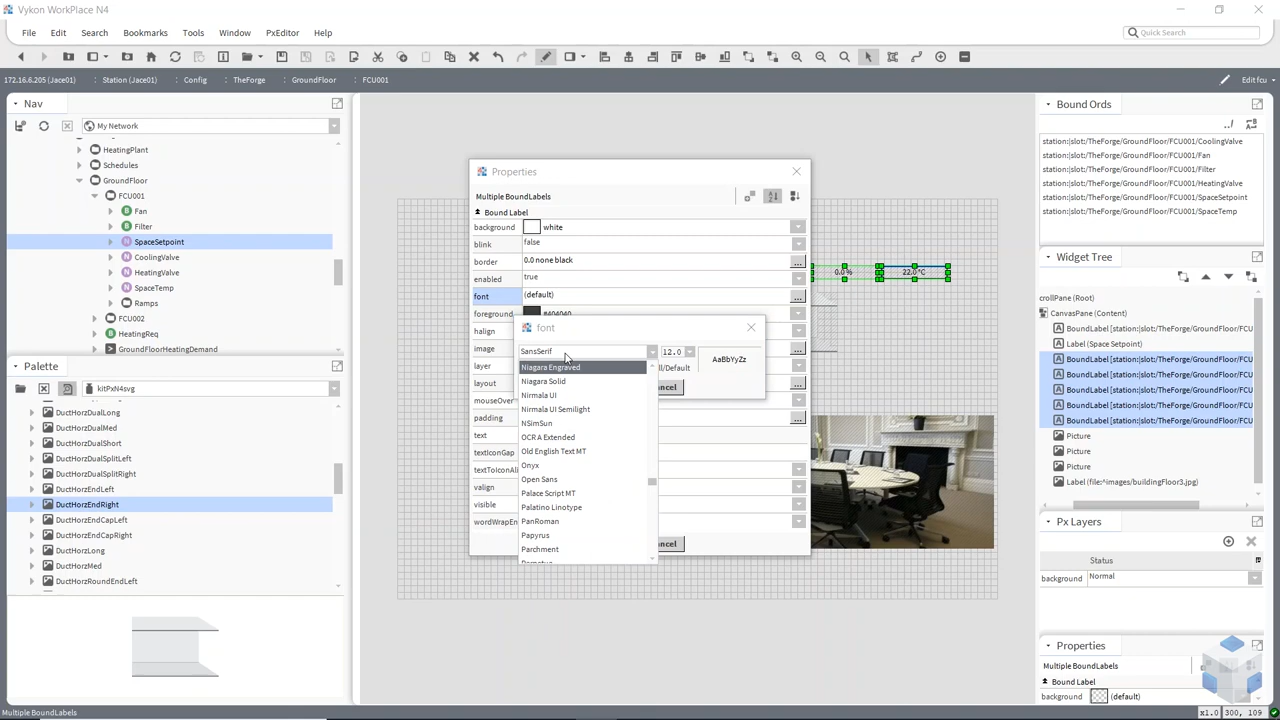 Vykon WorkPlace N4
File Edit Search Bookmarks Tools Window PxEditor Help
Quick Search
172.16.6.205 (Jace01) : Station (Jace01) : Config : TheForge : GroundFloor : FCU001
Edit fcu
Nav
My Network
HeatingPlant
Schedules
GroundFloor
FCU001
Fan
Filter
SpaceSetpoint
CoolingValve
HeatingValve
SpaceTemp
Ramps
FCU002
HeatingReq
GroundFloorHeatingDemand
Palette
kitPxN4svg
DuctHorzDualLong
DuctHorzDualMed
DuctHorzDualShort
DuctHorzDualSplitLeft
DuctHorzDualSplitRight
DuctHorzEndLeft
DuctHorzEndRight
DuctHorzEndCapLeft
DuctHorzEndCapRight
DuctHorzLong
DuctHorzMed
DuctHorzRoundEndLeft
Properties
Multiple BoundLabels
Bound Label
background white
blink false
border 0.0 none black
enabled true
font (default)
foreground #404040
halign
image
layer
layout
mouseOver
padding
text
textIconGap
textToIconAli
valign
visible
wordWrapEn
ancel
font
SansSerif 12.0 AaBbYyZz
ll/Default
ancel
Niagara Engraved
Niagara Solid
Nirmala UI
Nirmala UI Semilight
NSimSun
OCR A Extended
Old English Text MT
Onyx
Open Sans
Palace Script MT
Palatino Linotype
PanRoman
Papyrus
Parchment
Perpetua
0.0 % 22.0 °C
Bound Ords
station:|slot:/TheForge/GroundFloor/FCU001/CoolingValve
station:|slot:/TheForge/GroundFloor/FCU001/Fan
station:|slot:/TheForge/GroundFloor/FCU001/Filter
station:|slot:/TheForge/GroundFloor/FCU001/HeatingValve
station:|slot:/TheForge/GroundFloor/FCU001/SpaceSetpoint
station:|slot:/TheForge/GroundFloor/FCU001/SpaceTemp
Widget Tree
crollPane (Root)
CanvasPane (Content)
BoundLabel [station:|slot:/TheForge/GroundFloor/FCU
Label (Space Setpoint)
BoundLabel [station:|slot:/TheForge/GroundFloor/FCU
BoundLabel [station:|slot:/TheForge/GroundFloor/FCU
BoundLabel [station:|slot:/TheForge/GroundFloor/FCU
BoundLabel [station:|slot:/TheForge/GroundFloor/FCU
BoundLabel [station:|slot:/TheForge/GroundFloor/FCU
Picture
Picture
Picture
Label (file:^images/buildingFloor3.jpg)
Px Layers
Status
background Normal
Properties
Multiple BoundLabels
Bound Label
background (default)
Multiple BoundLabels
x1.0 300, 109